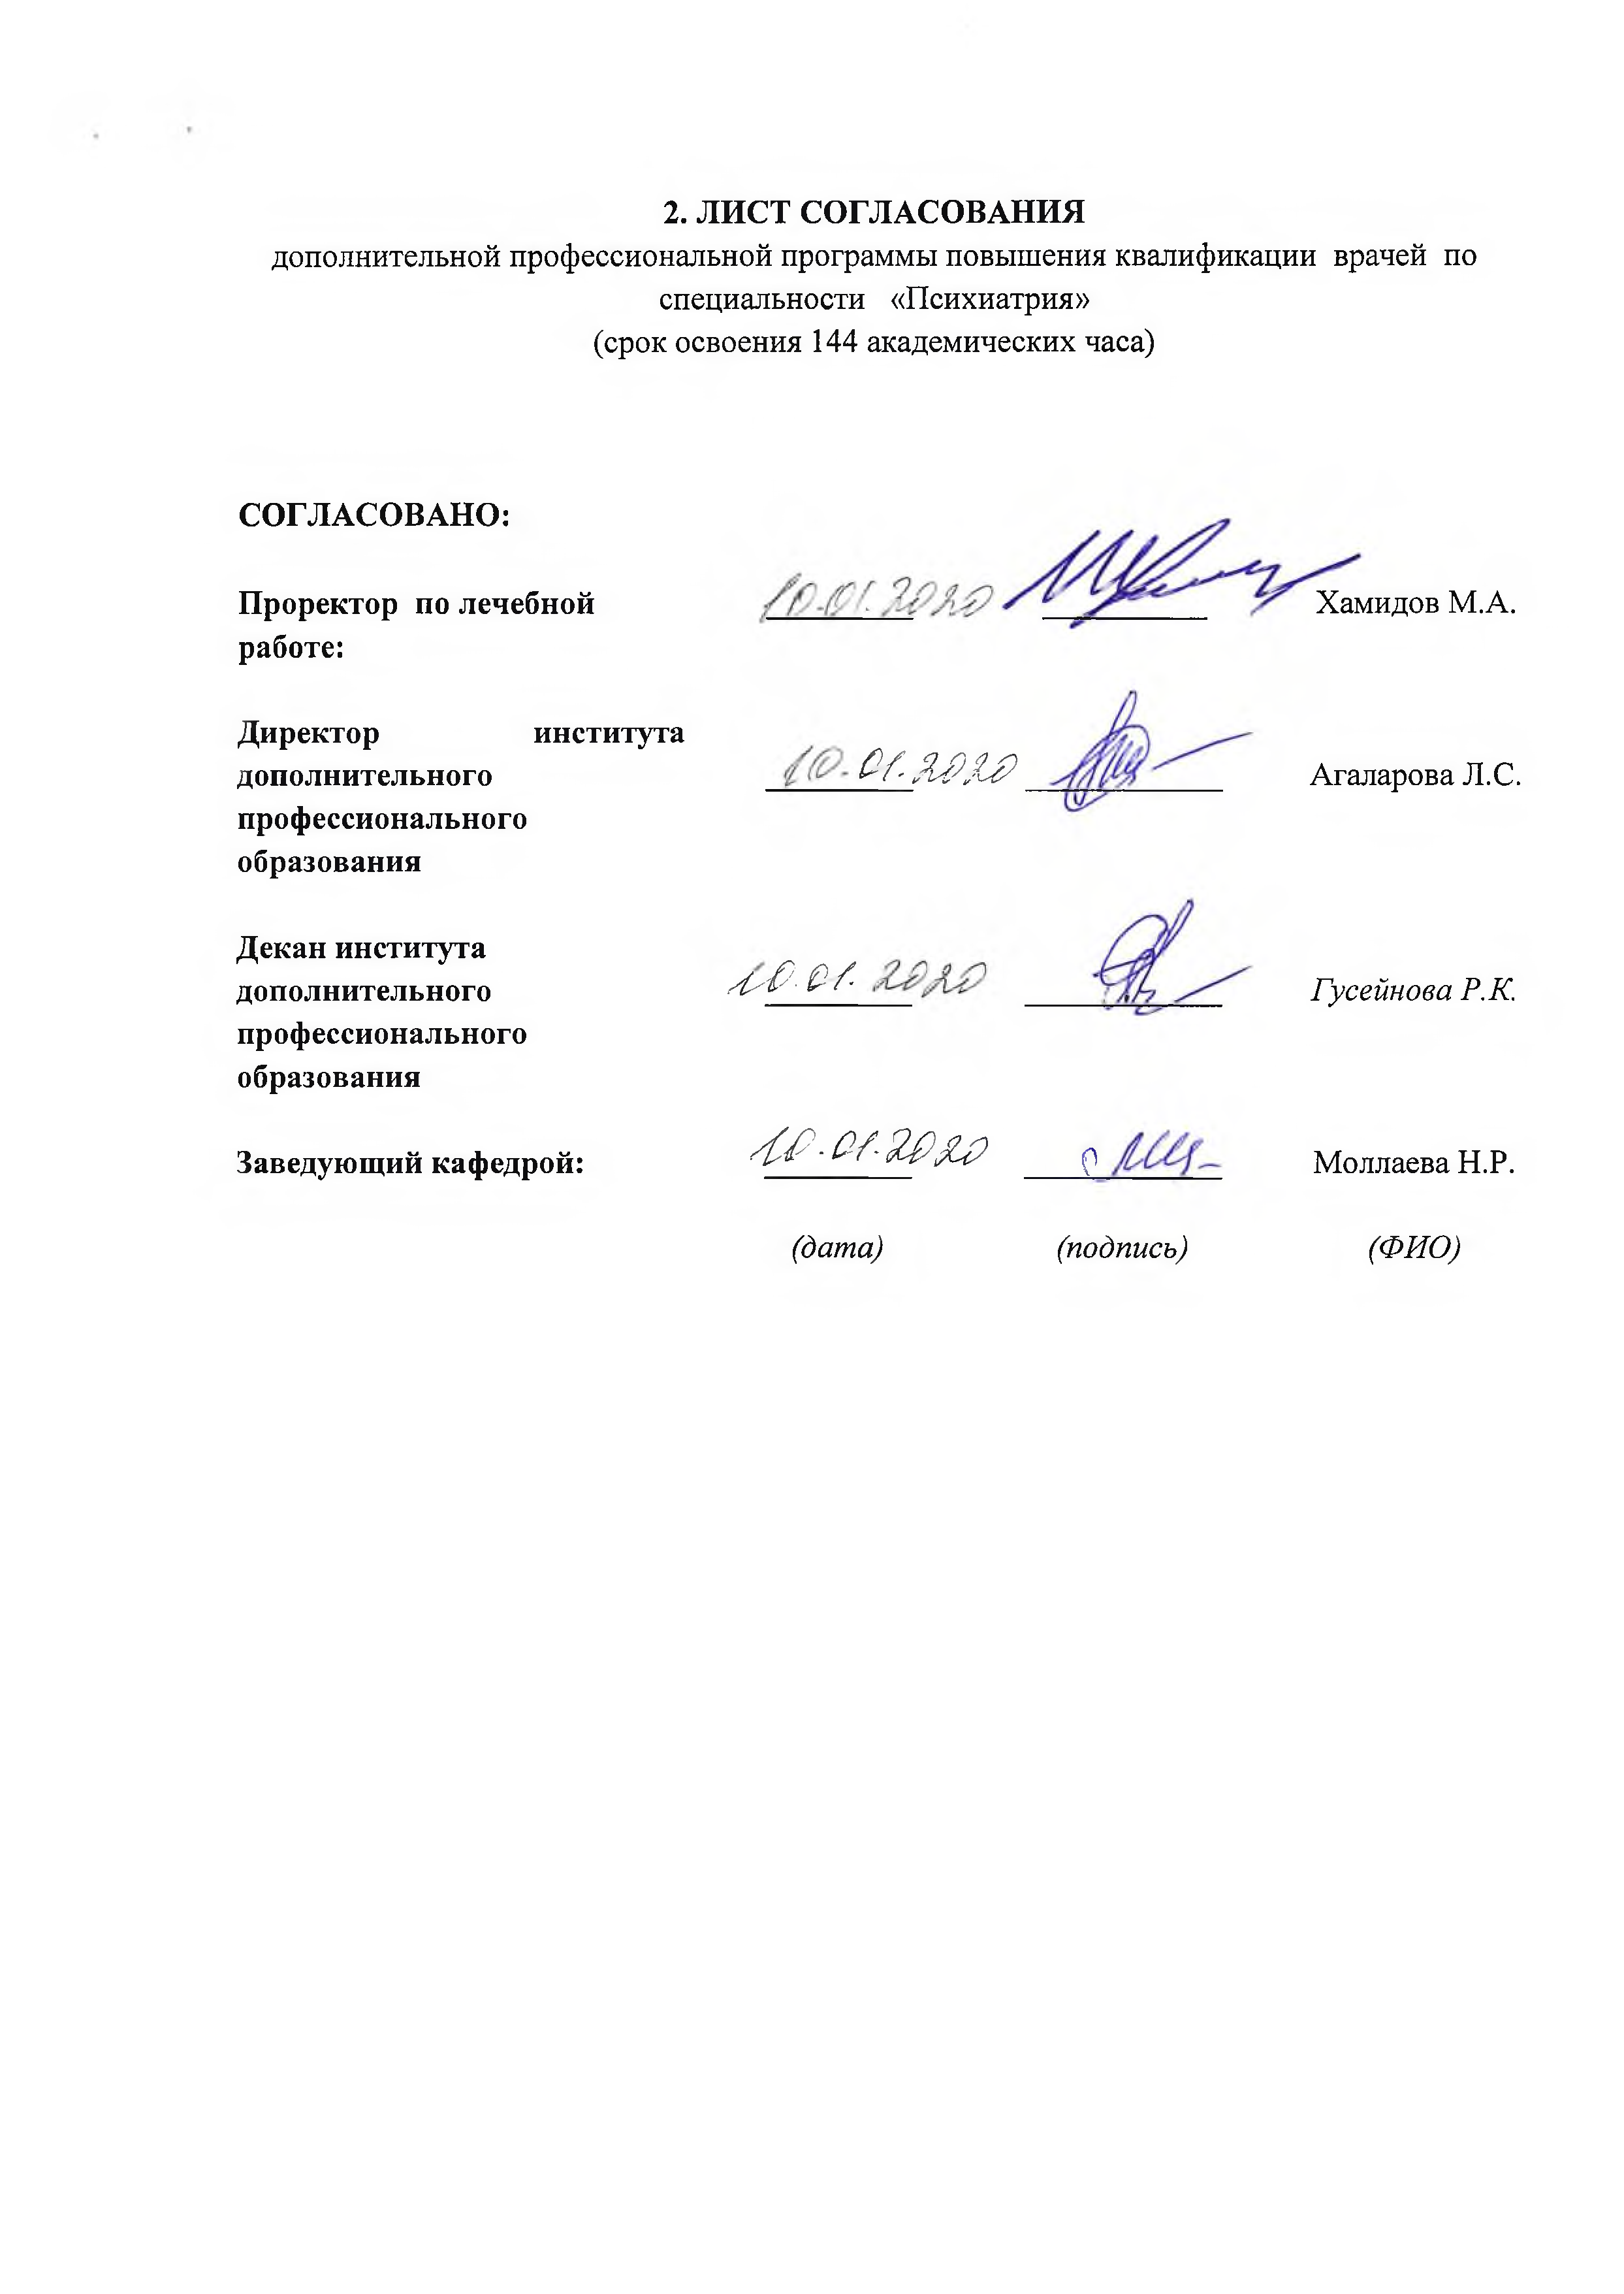 2. ЛИСТ СОГЛАСОВАНИЯ
дополнительной профессиональной программы повышения квалификации врачей по
специальности «Психиатрия»
(срок освоения 144 академических часа)
СОГЛАСОВАНО:
Проректор по лечебной 10.01.2020 Хамидов М.А.
работе:
Директор института
дополнительного 10.01.2020 Агаларова Л.С.
профессионального
образования
Декан института
дополнительного 10.01.2020 Гусейнова Р.К.
профессионального
образования
Заведующий кафедрой: 10.01.2020 Моллаева Н.Р.
(дата) (подпись) (ФИО)